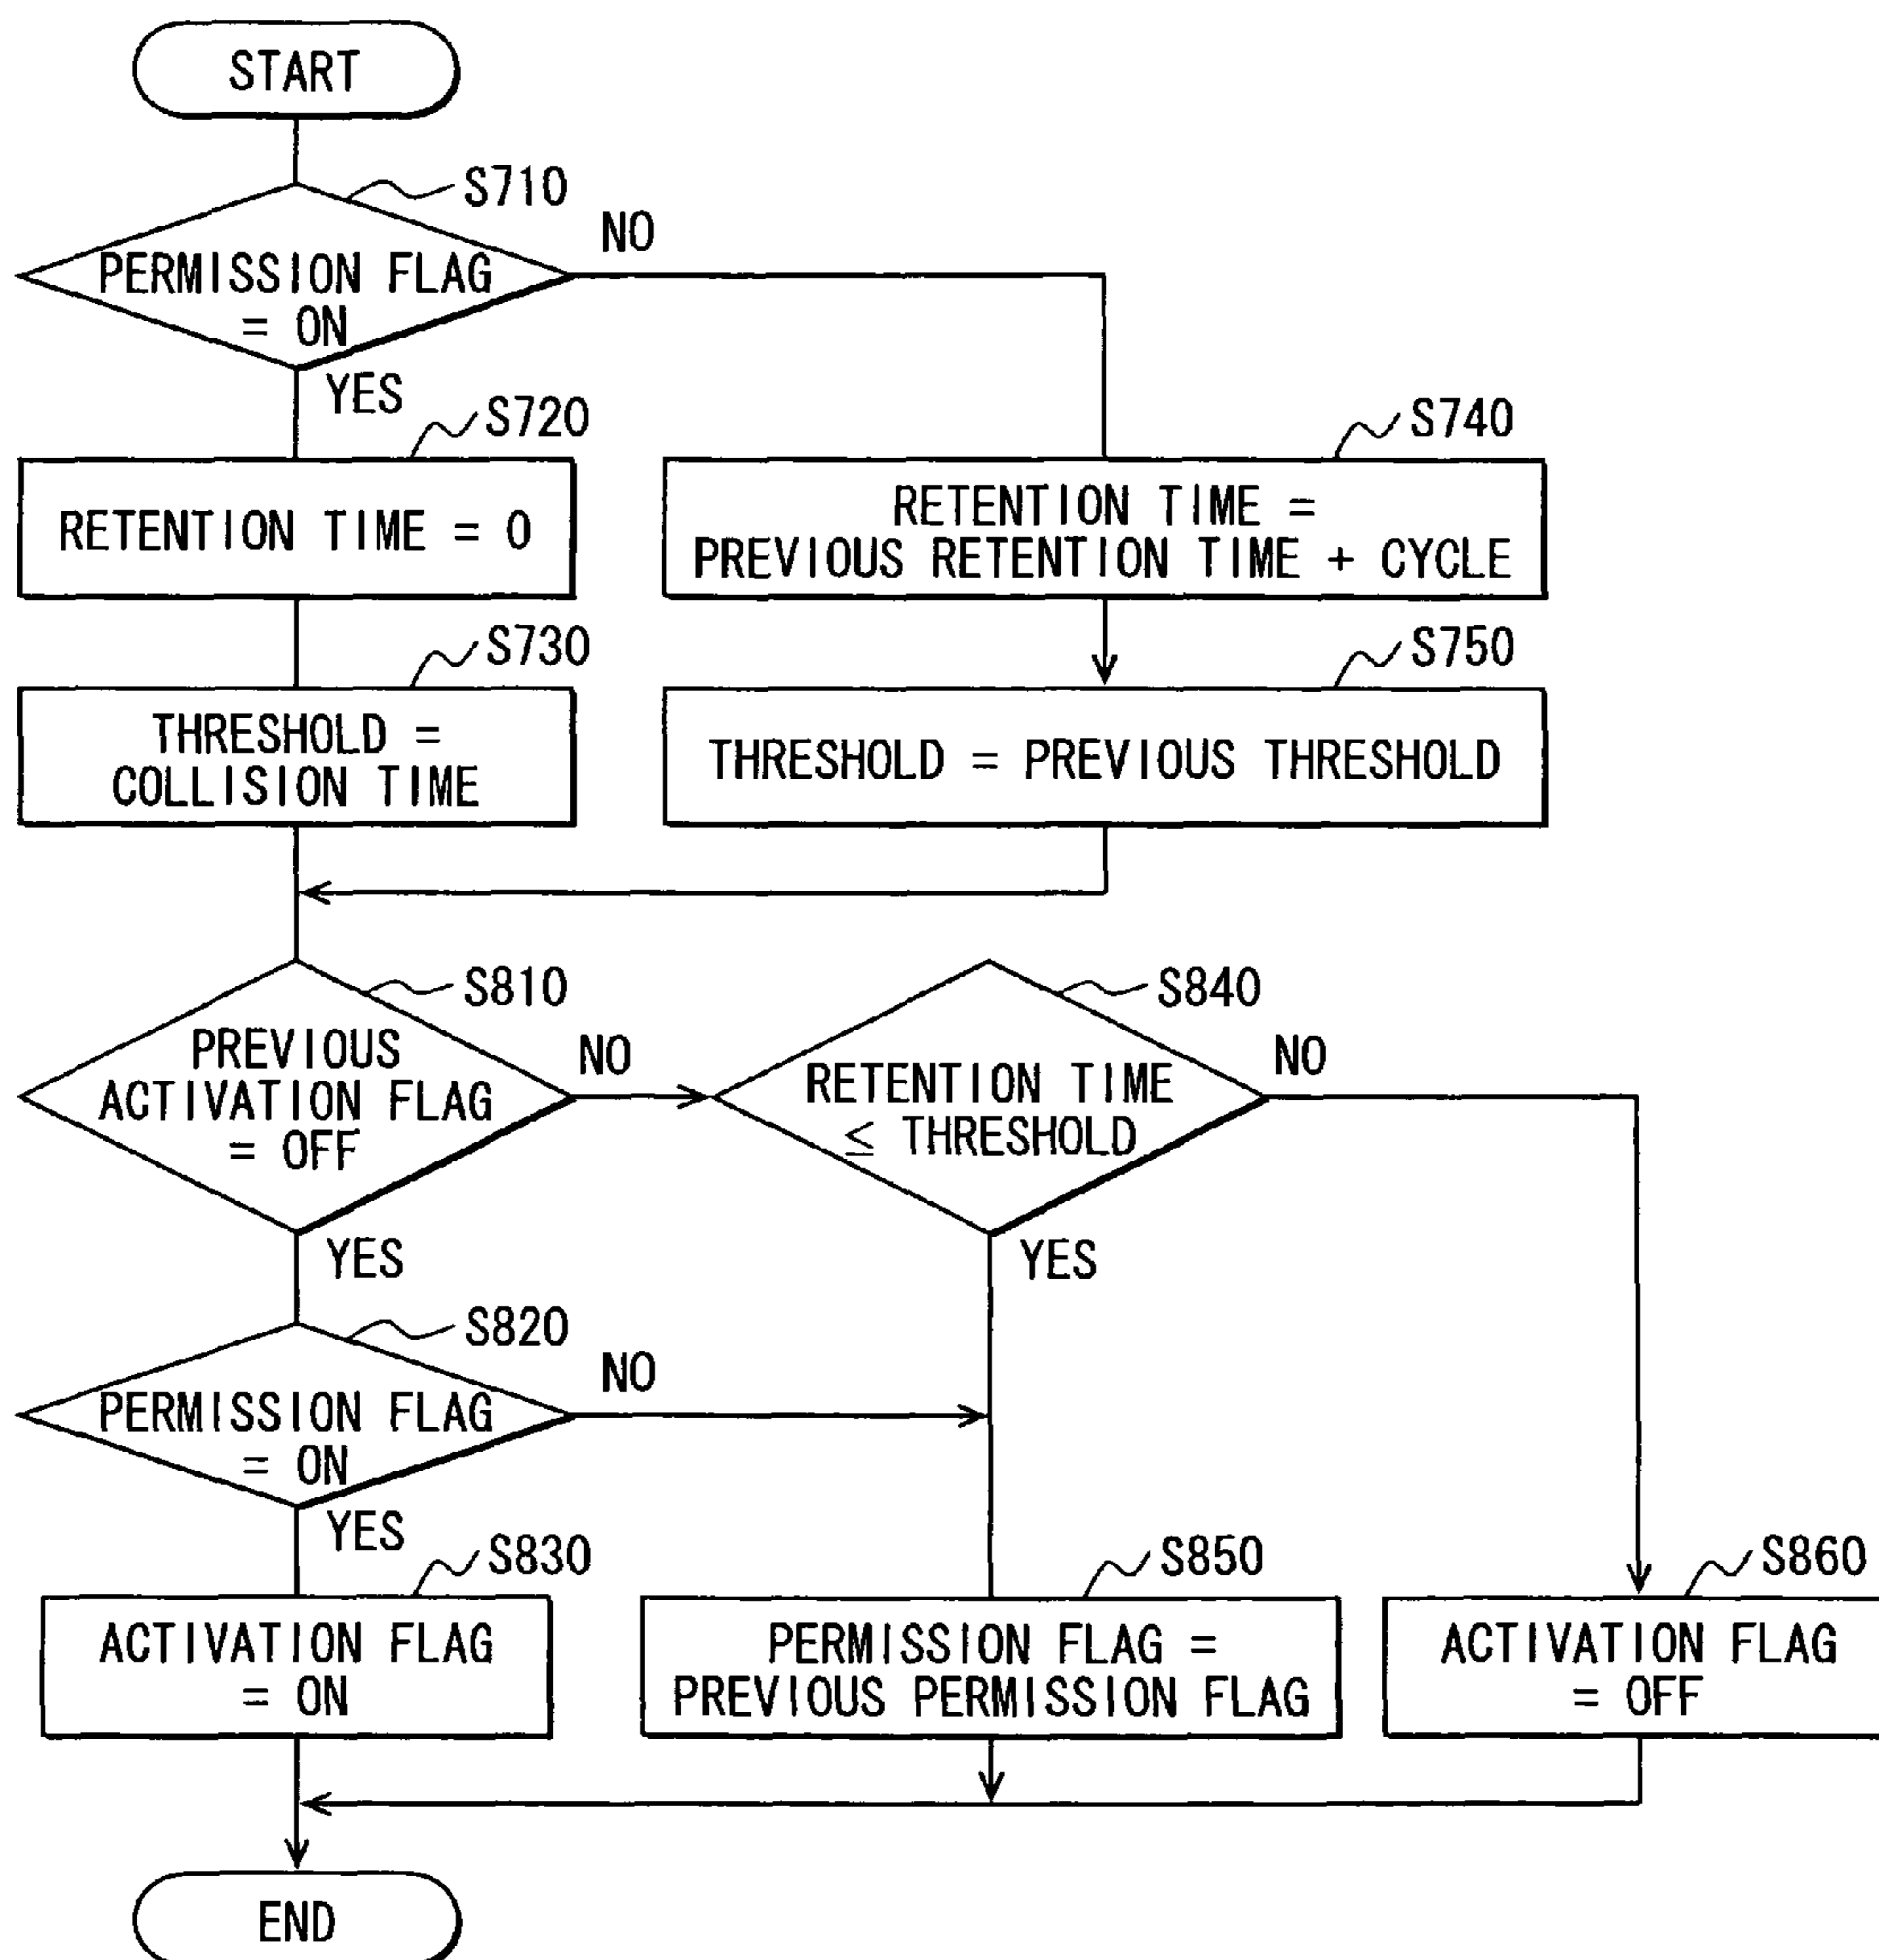 START
S710
NO
PERMISSION FLAG
= ON
YES
S720
S740
RETENTION TIME = 0
RETENTION TIME =
PREVIOUS RETENTION TIME + CYCLE
S730
S750
THRESHOLD =
COLLISION TIME
THRESHOLD = PREVIOUS THRESHOLD
S810
S840
PREVIOUS
ACTIVATION FLAG
= OFF
NO
RETENTION TIME
≤ THRESHOLD
NO
YES
YES
S820
NO
PERMISSION FLAG
= ON
YES
S830
S850
S860
ACTIVATION FLAG
= ON
PERMISSION FLAG =
PREVIOUS PERMISSION FLAG
ACTIVATION FLAG
= OFF
END